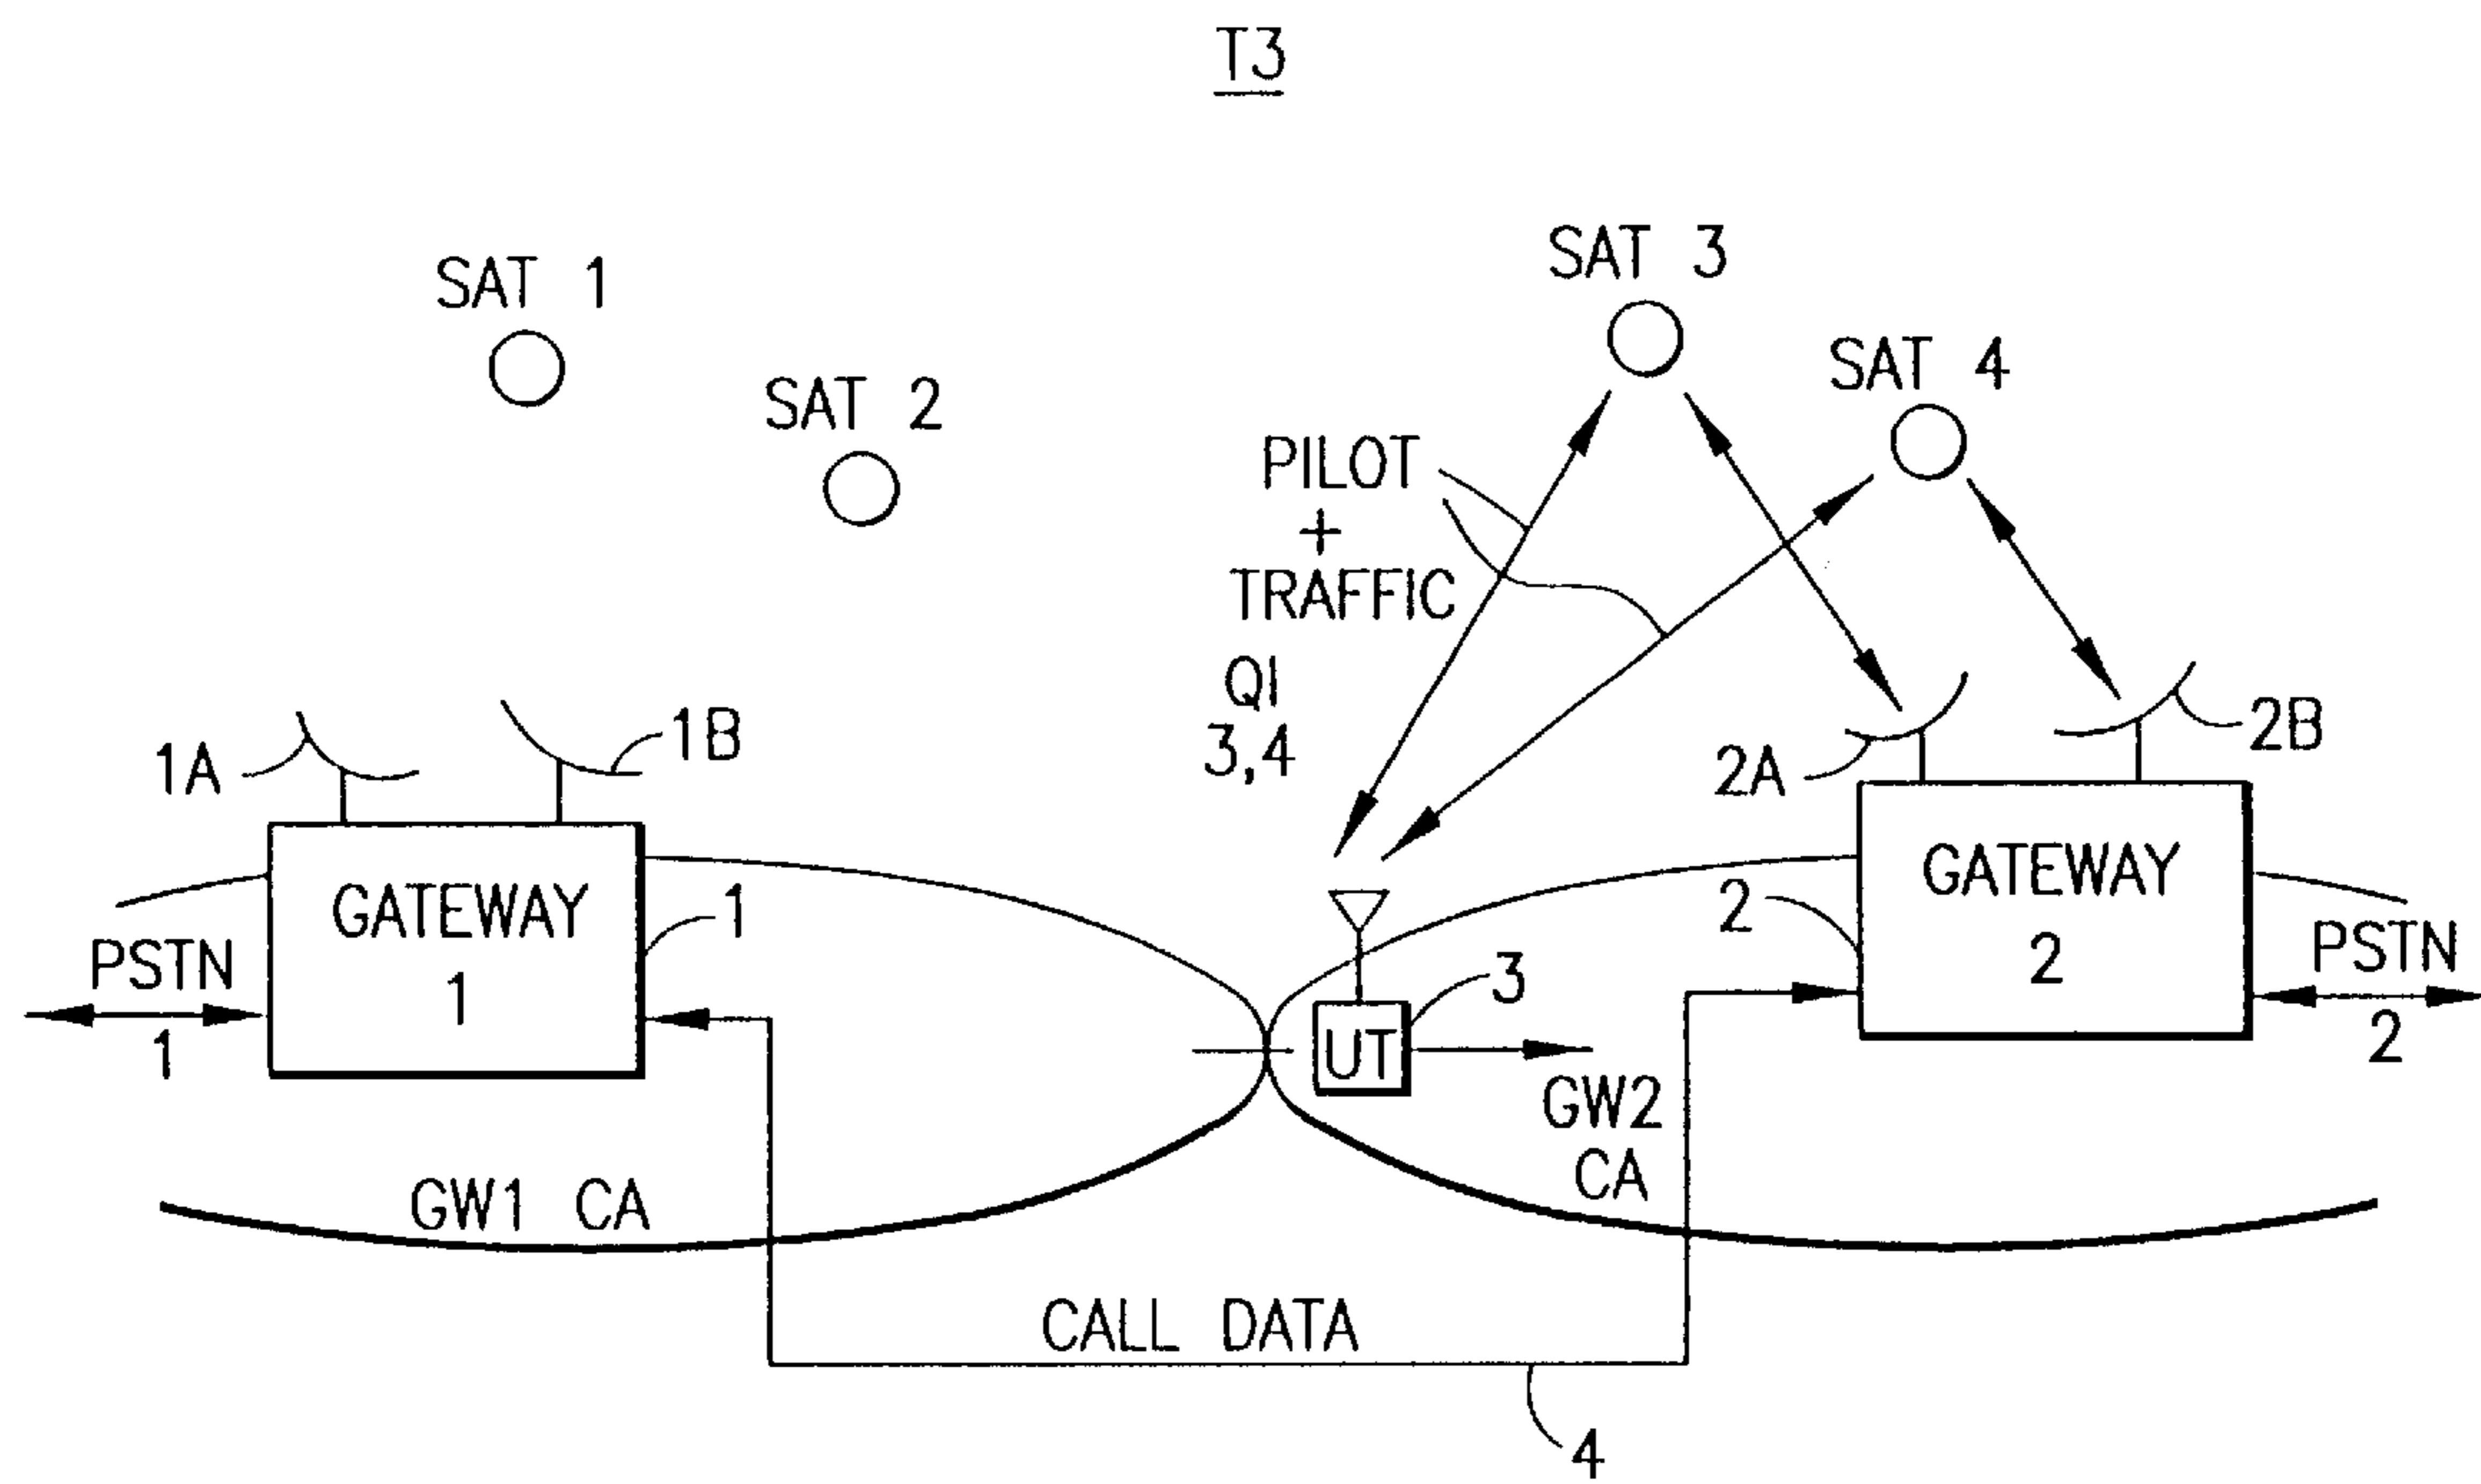 T3
SAT 1
SAT 2
SAT 3
SAT 4
PILOT
+
TRAFFIC
QI
3,4
1A
1B
2A
2B
GATEWAY
1
1
PSTN
1
GATEWAY
2
2
PSTN
2
UT
3
GW1 CA
GW2
CA
CALL DATA
4